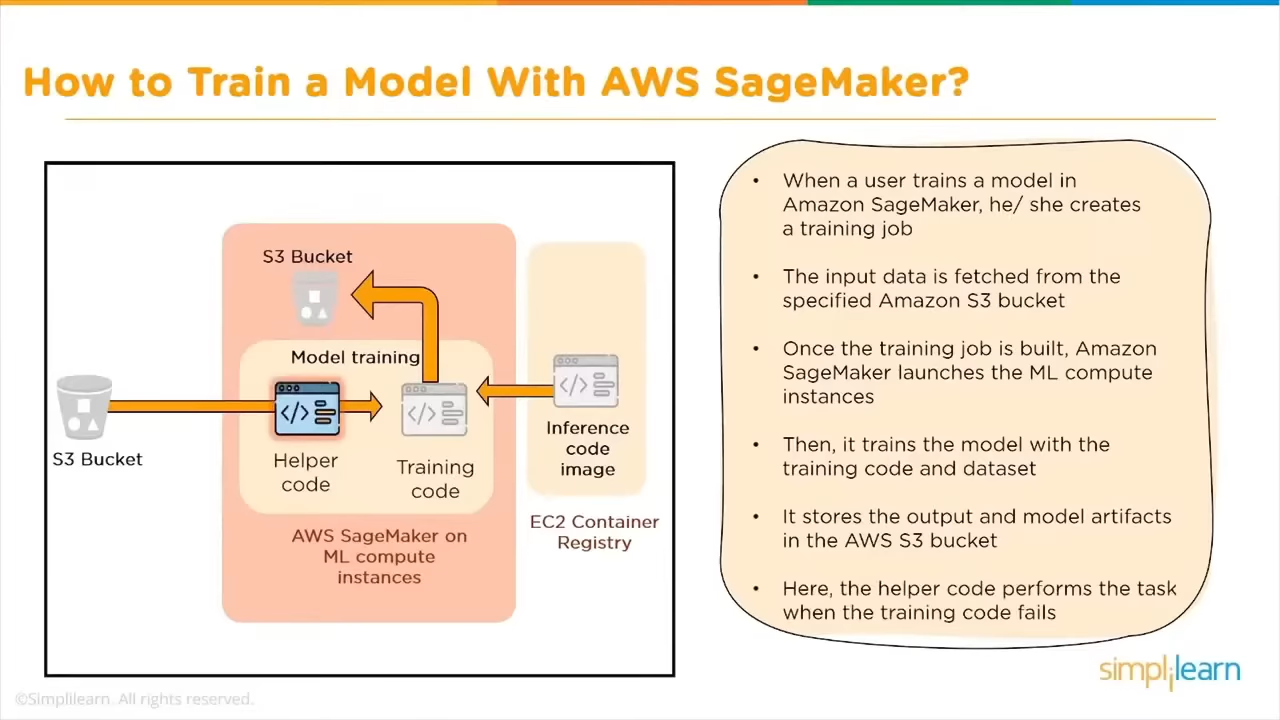 How to Train a Model With AWS SageMaker?
S3 Bucket
Model training
S3 Bucket
</>
</>
</>
Helper
code
Training
code
Inference
code
image
AWS SageMaker on
ML compute
instances
EC2 Container
Registry
• When a user trains a model in
Amazon SageMaker, he/ she creates
a training job
• The input data is fetched from the
specified Amazon S3 bucket
• Once the training job is built, Amazon
SageMaker launches the ML compute
instances
• Then, it trains the model with the
training code and dataset
• It stores the output and model artifacts
in the AWS S3 bucket
• Here, the helper code performs the task
when the training code fails
simplilearn
©Simplilearn. All rights reserved.